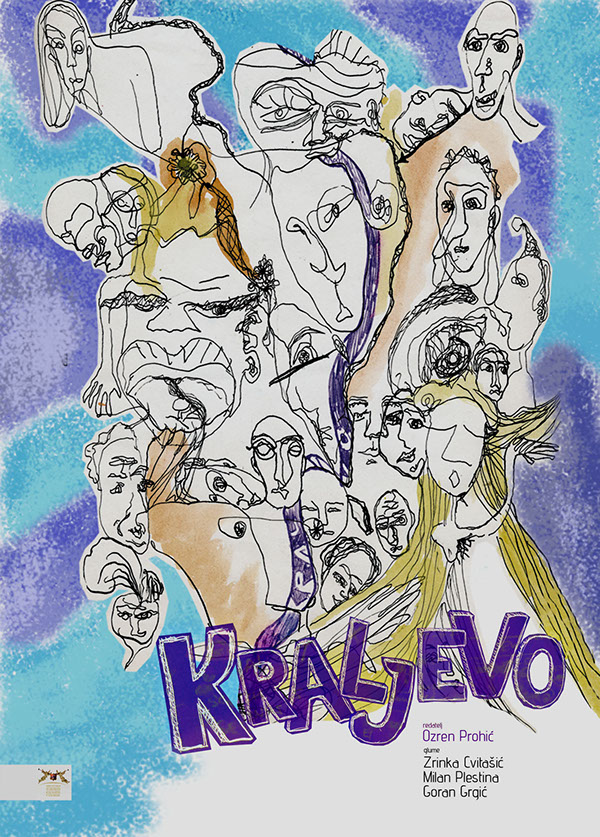 KRALJEVO
redatelj
Ozren Prohić
glume
Zrinka Cvitašić
Milan Plestina
Goran Grgić